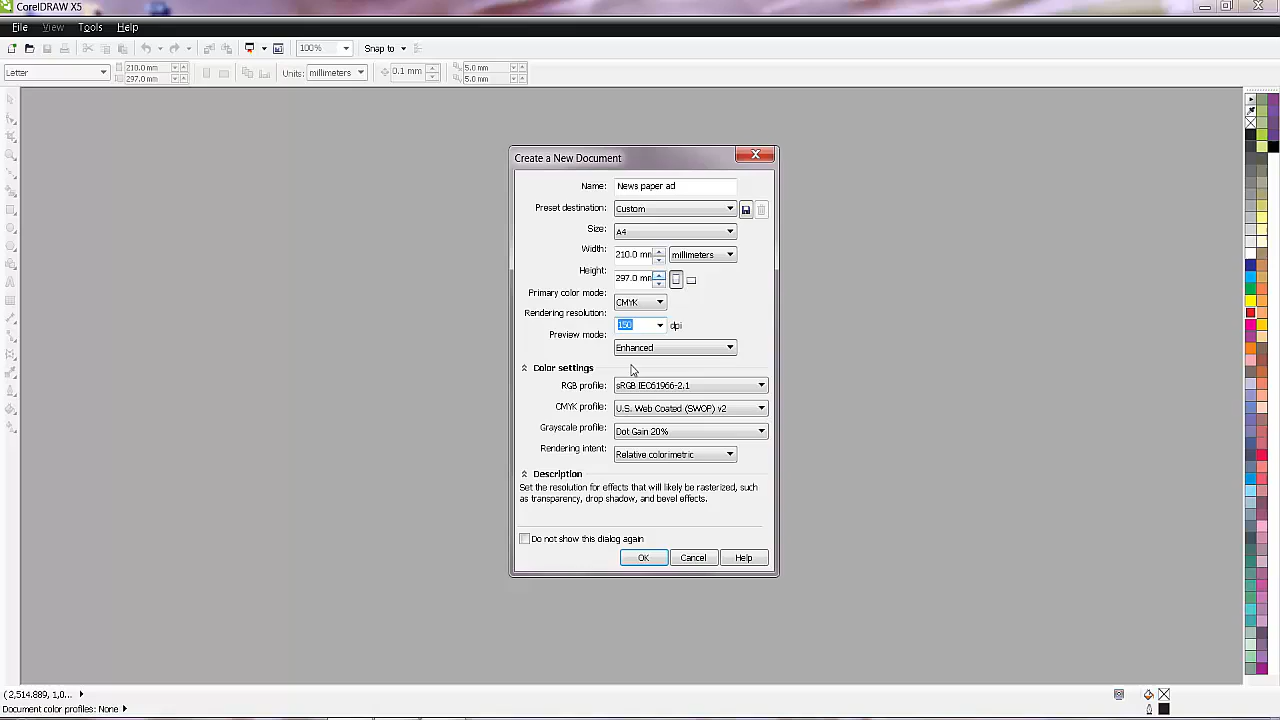 CorelDRAW X5
File View Tools Help
100% Snap to
Letter 210.0 mm 297.0 mm Units: millimeters 0.1 mm 5.0 mm 5.0 mm
Create a New Document
Name: News paper ad
Preset destination: Custom
Size: A4
Width: 210.0 mm millimeters
Height: 297.0 mm
Primary color mode: CMYK
Rendering resolution: 150 dpi
Preview mode: Enhanced
Color settings
RGB profile: sRGB IEC61966-2.1
CMYK profile: U.S. Web Coated (SWOP) v2
Grayscale profile: Dot Gain 20%
Rendering intent: Relative colorimetric
Description
Set the resolution for effects that will likely be rasterized, such
as transparency, drop shadow, and bevel effects.
Do not show this dialog again
OK Cancel Help
(2,514.889, 1,0...
Document color profiles: None